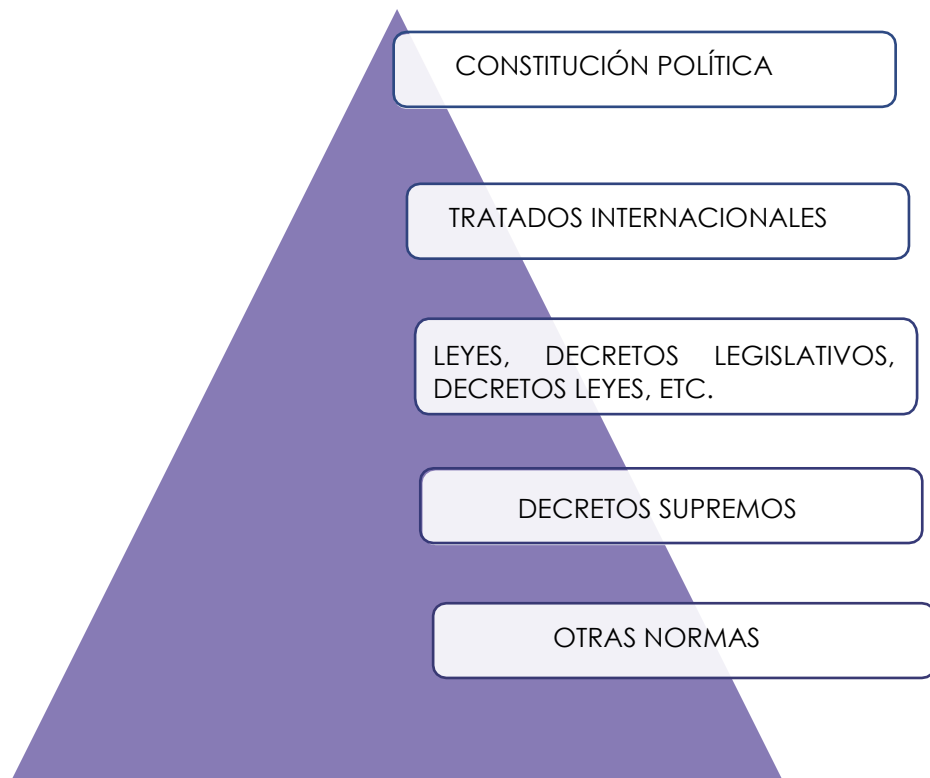 CONSTITUCIÓN POLÍTICA
TRATADOS INTERNACIONALES
LEYES, DECRETOS LEGISLATIVOS,
DECRETOS LEYES, ETC.
DECRETOS SUPREMOS
OTRAS NORMAS